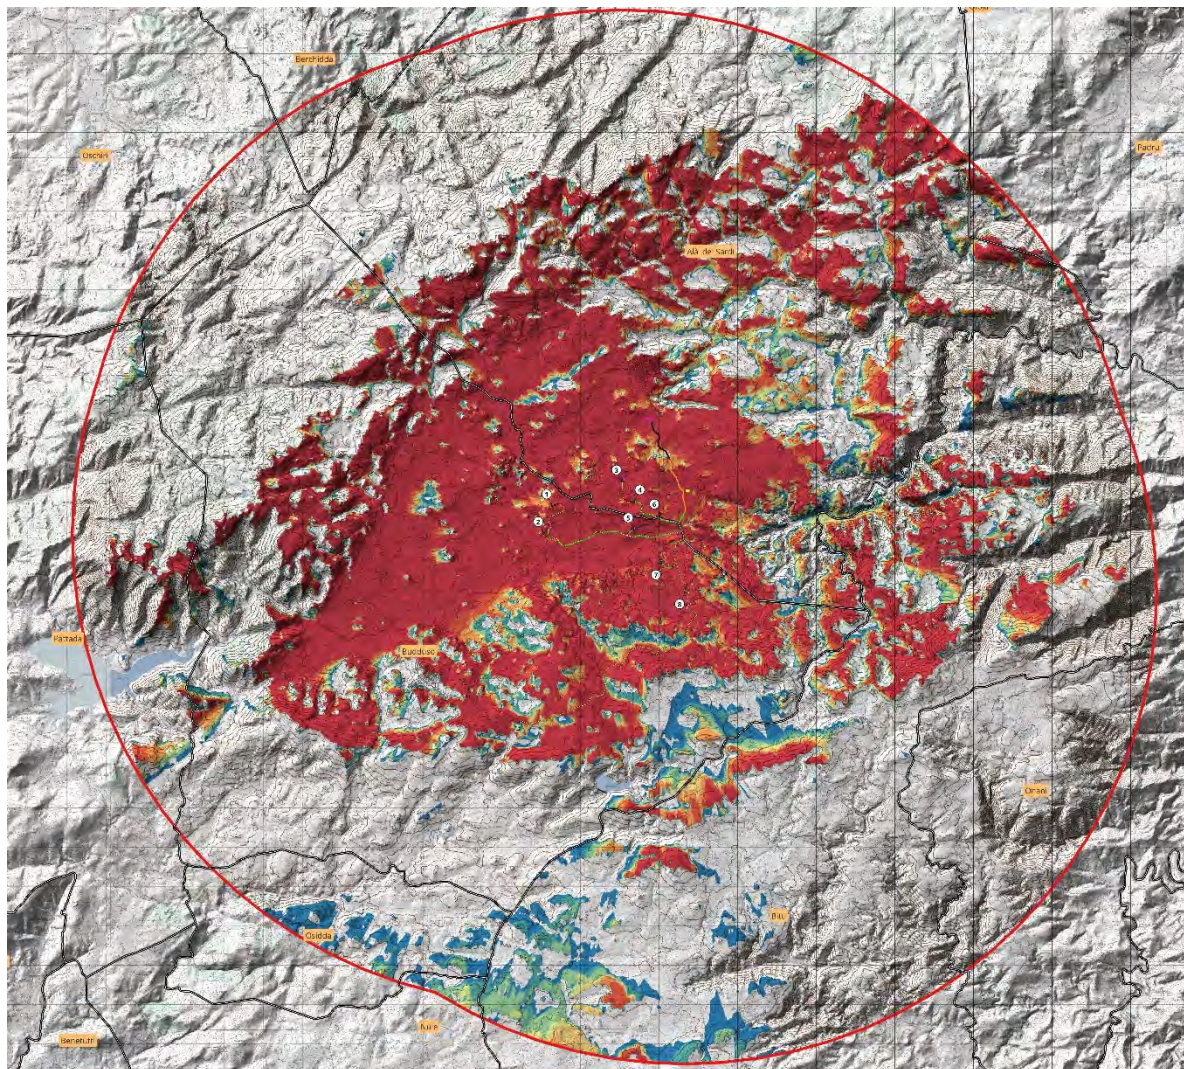 Berchidda
Oschiri
Padru
Alà dei Sardi
3
1
4
6
2
5
7
8
Pattada
Buddusò
Onanì
Bitti
Osidda
Nule
Benetutti